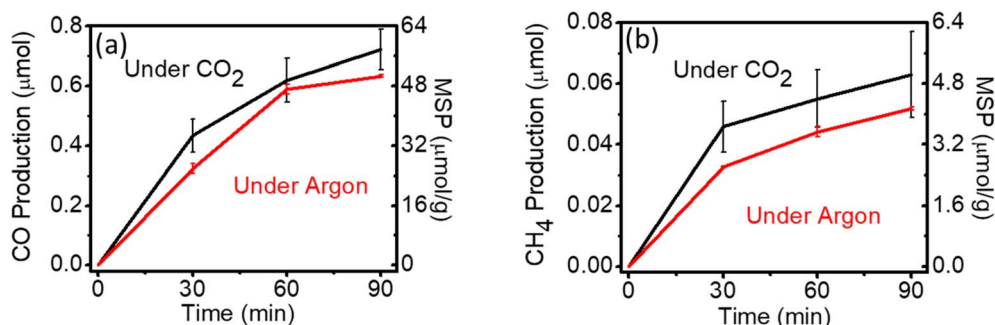 (a)
CO Production (μmol)
0.8
0.6
0.4
0.2
0.0
Under CO2
Under Argon
64
48
32
16
0
MSP (μmol/g)
0 30 60 90
Time (min)
(b)
CH4 Production (μmol)
0.08
0.06
0.04
0.02
0.00
Under CO2
Under Argon
6.4
4.8
3.2
1.6
0.0
MSP (μmol/g)
0 30 60 90
Time (min)